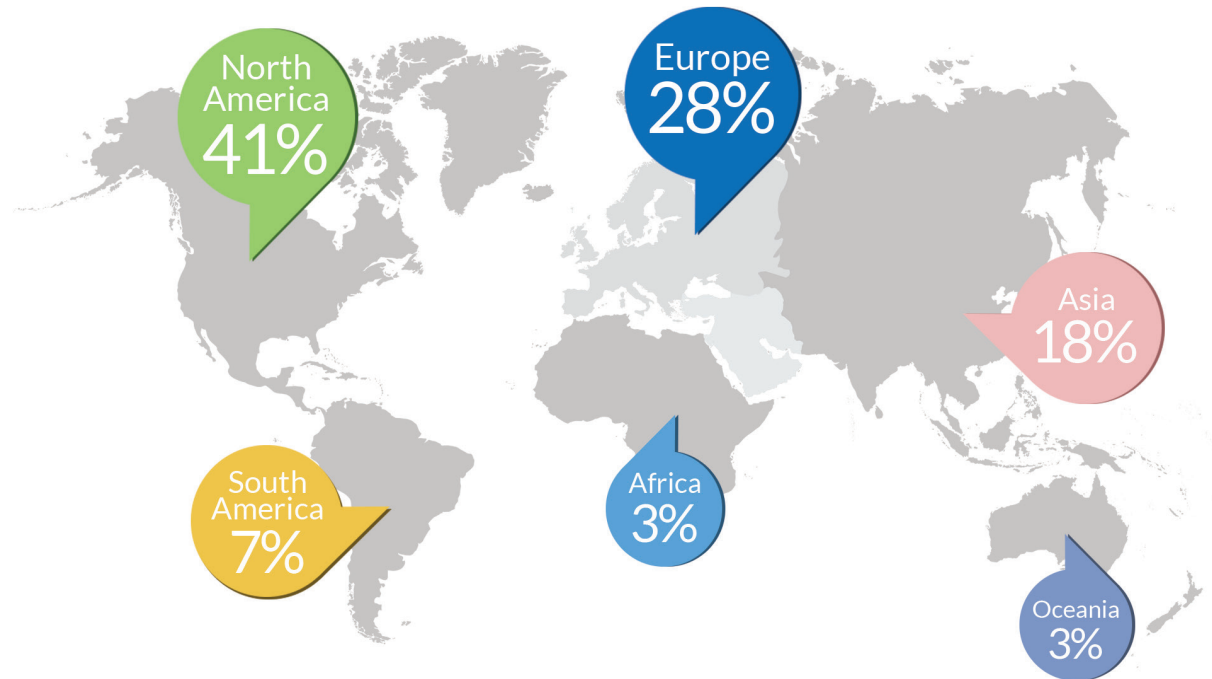 North
America
41%
Europe
28%
Asia
18%
South
America
7%
Africa
3%
Oceania
3%